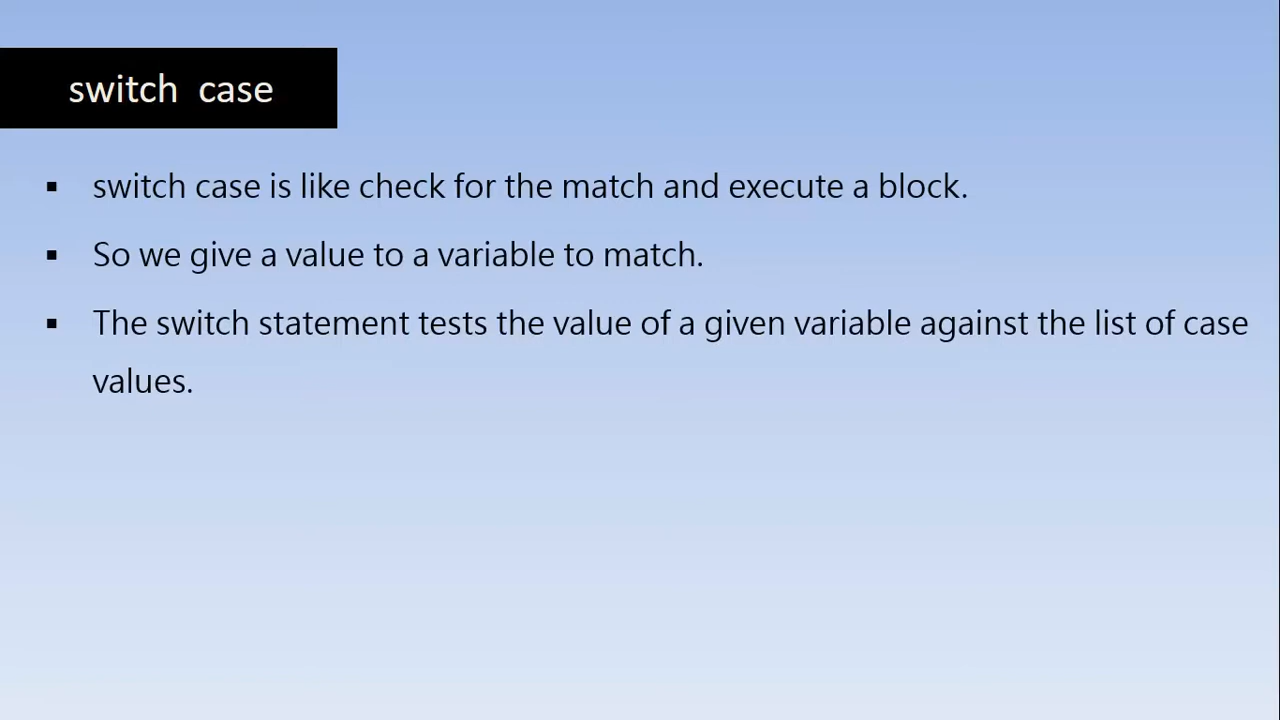 switch case
▪ switch case is like check for the match and execute a block.
▪ So we give a value to a variable to match.
▪ The switch statement tests the value of a given variable against the list of case
values.